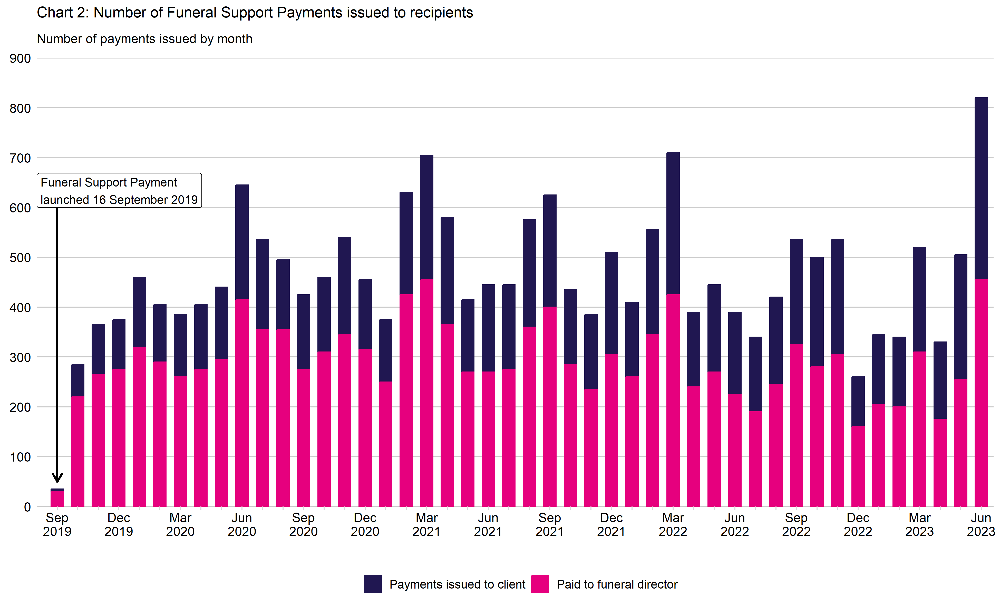 Chart 2: Number of Funeral Support Payments issued to recipients
Number of payments issued by month
900
800
700
600
500
400
300
200
100
0
Funeral Support Payment
launched 16 September 2019
Sep Dec Mar Jun Sep Dec Mar Jun Sep Dec Mar Jun Sep Dec Mar Jun
2019 2019 2020 2020 2020 2020 2021 2021 2021 2021 2022 2022 2022 2022 2023 2023
Payments issued to client Paid to funeral director